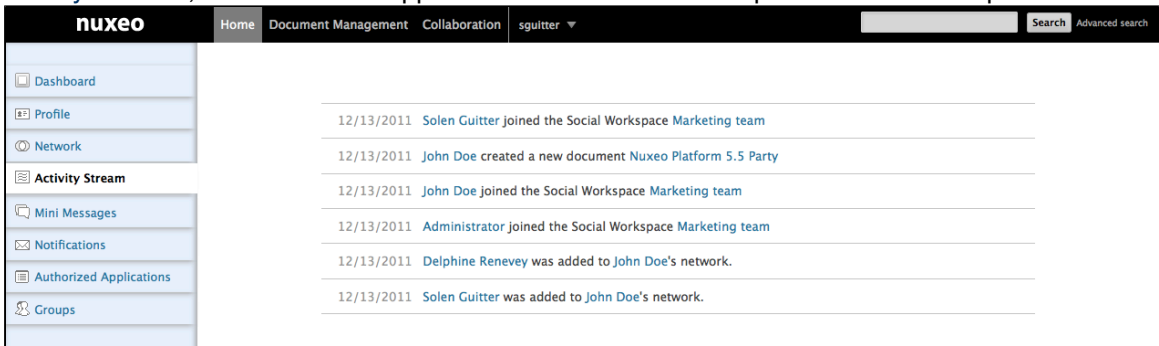 nuxeo Home Document Management Collaboration sguitter Search Advanced search
Dashboard
Profile
Network
Activity Stream
Mini Messages
Notifications
Authorized Applications
Groups
12/13/2011 Solen Guitter joined the Social Workspace Marketing team
12/13/2011 John Doe created a new document Nuxeo Platform 5.5 Party
12/13/2011 John Doe joined the Social Workspace Marketing team
12/13/2011 Administrator joined the Social Workspace Marketing team
12/13/2011 Delphine Renevey was added to John Doe's network.
12/13/2011 Solen Guitter was added to John Doe's network.